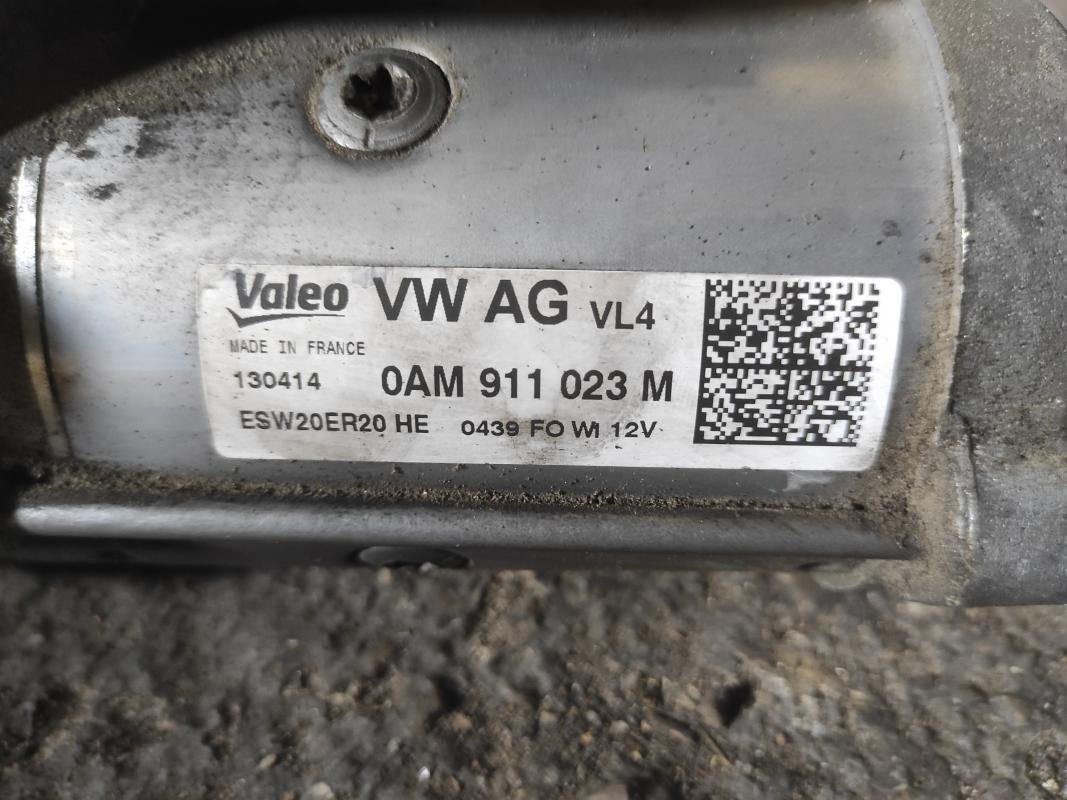 Valeo VW AG VL4
MADE IN FRANCE
130414 0AM 911 023 M
ESW20ER20 HE 0439 FO WI 12V